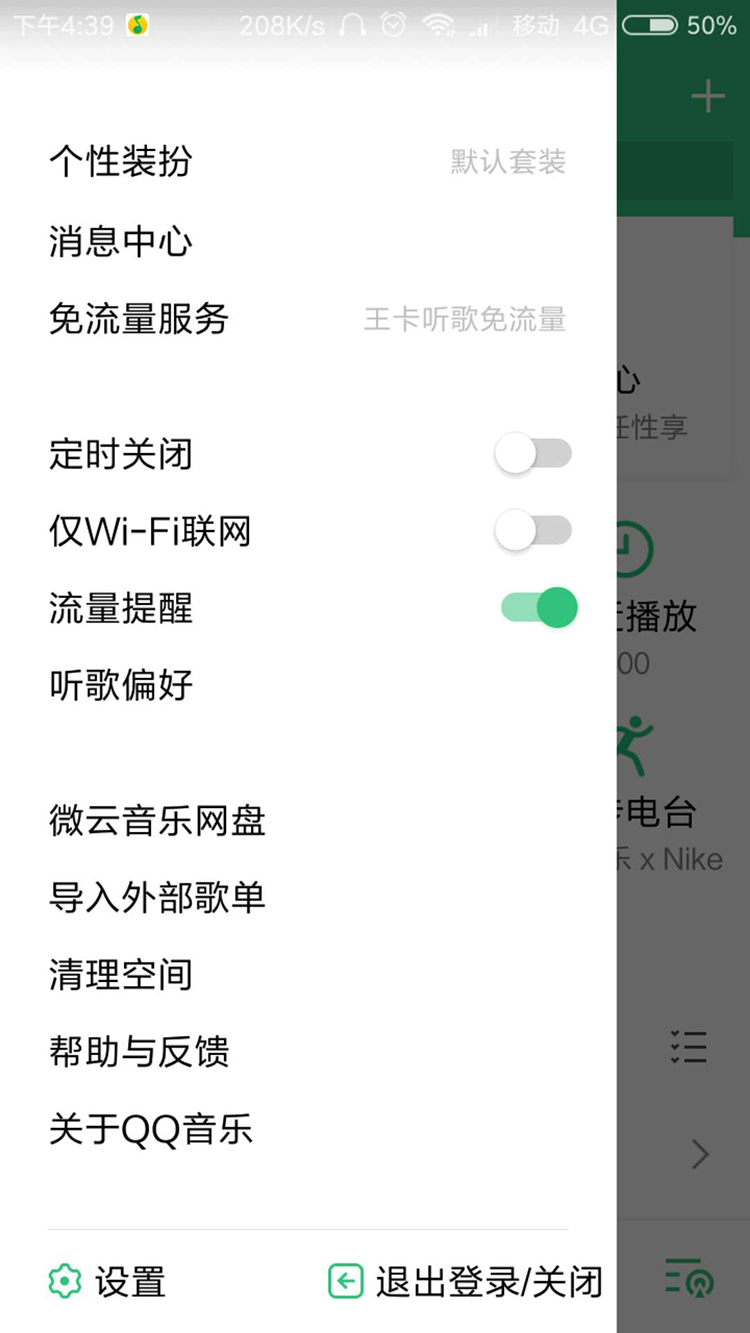 下午4:39 208K/s 移动 4G 50%
个性装扮 默认套装
消息中心
免流量服务 王卡听歌免流量
心
任性享
定时关闭
仅Wi-Fi联网
流量提醒
播放
00
听歌偏好
电台
乐 x Nike
微云音乐网盘
导入外部歌单
清理空间
帮助与反馈
关于QQ音乐
设置 退出登录/关闭